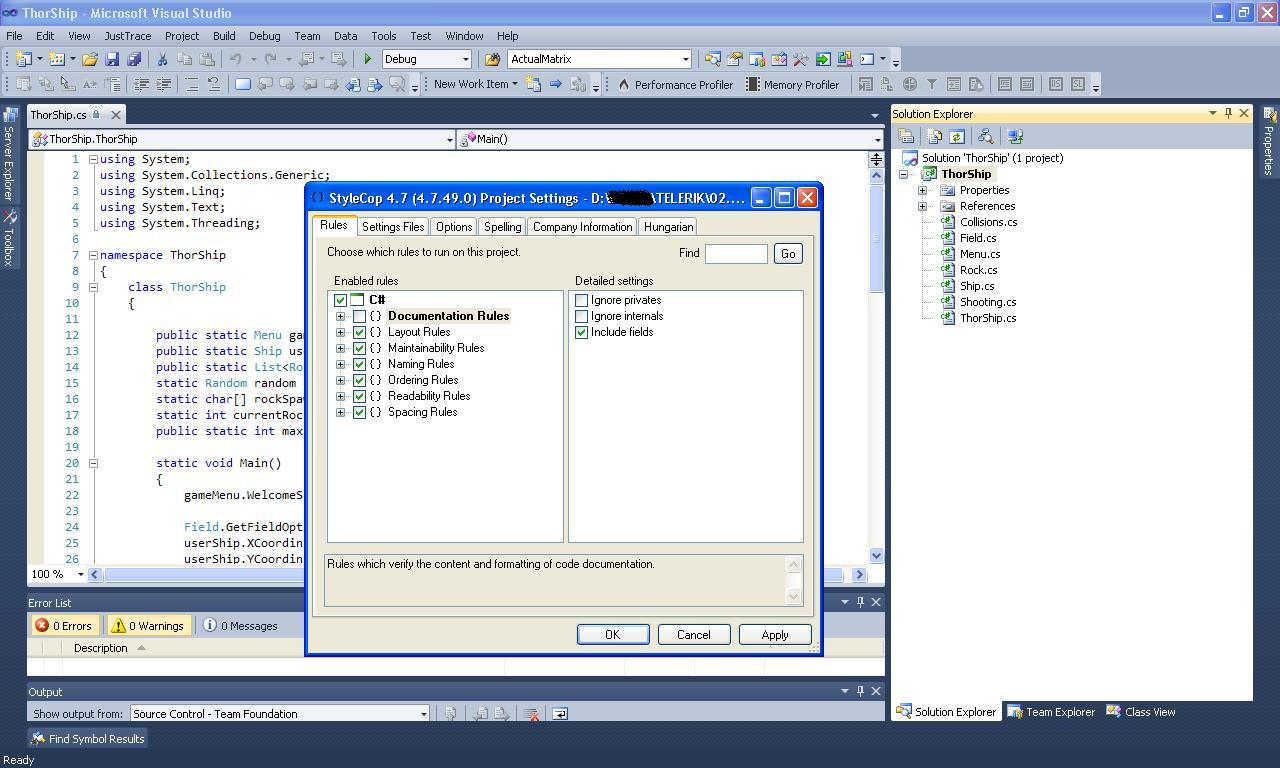 ThorShip - Microsoft Visual Studio
File Edit View JustTrace Project Build Debug Team Data Tools Test Window Help
Debug ActualMatrix
New Work Item Performance Profiler Memory Profiler
Server Explorer
Toolbox
ThorShip.cs
ThorShip.ThorShip Main()
1 using System;
2 using System.Collections.Generic;
3 using System.Linq;
4 using System.Text;
5 using System.Threading;
6
7 namespace ThorShip
8 {
9 class ThorShip
10 {
11
12 public static Menu ga
13 public static Ship us
14 public static List<Ro
15 static Random random
16 static char[] rockSpa
17 static int currentRoc
18 public static int max
19
20 static void Main()
21 {
22 gameMenu.WelcomeS
23
24 Field.GetFieldOpt
25 userShip.XCoordin
26 userShip.YCoordin
100 %
StyleCop 4.7 (4.7.49.0) Project Settings - D:\ \TELERIK\02....
Rules Settings Files Options Spelling Company Information Hungarian
Choose which rules to run on this project. Find Go
Enabled rules
C#
Documentation Rules
Layout Rules
Maintainability Rules
Naming Rules
Ordering Rules
Readability Rules
Spacing Rules
Detailed settings
Ignore privates
Ignore internals
Include fields
Rules which verify the content and formatting of code documentation.
OK Cancel Apply
Error List
0 Errors 0 Warnings 0 Messages
Description
Output
Show output from: Source Control - Team Foundation
Find Symbol Results
Ready
Solution Explorer
Solution 'ThorShip' (1 project)
ThorShip
Properties
References
Collisions.cs
Field.cs
Menu.cs
Rock.cs
Ship.cs
Shooting.cs
ThorShip.cs
Solution Explorer Team Explorer Class View
Properties